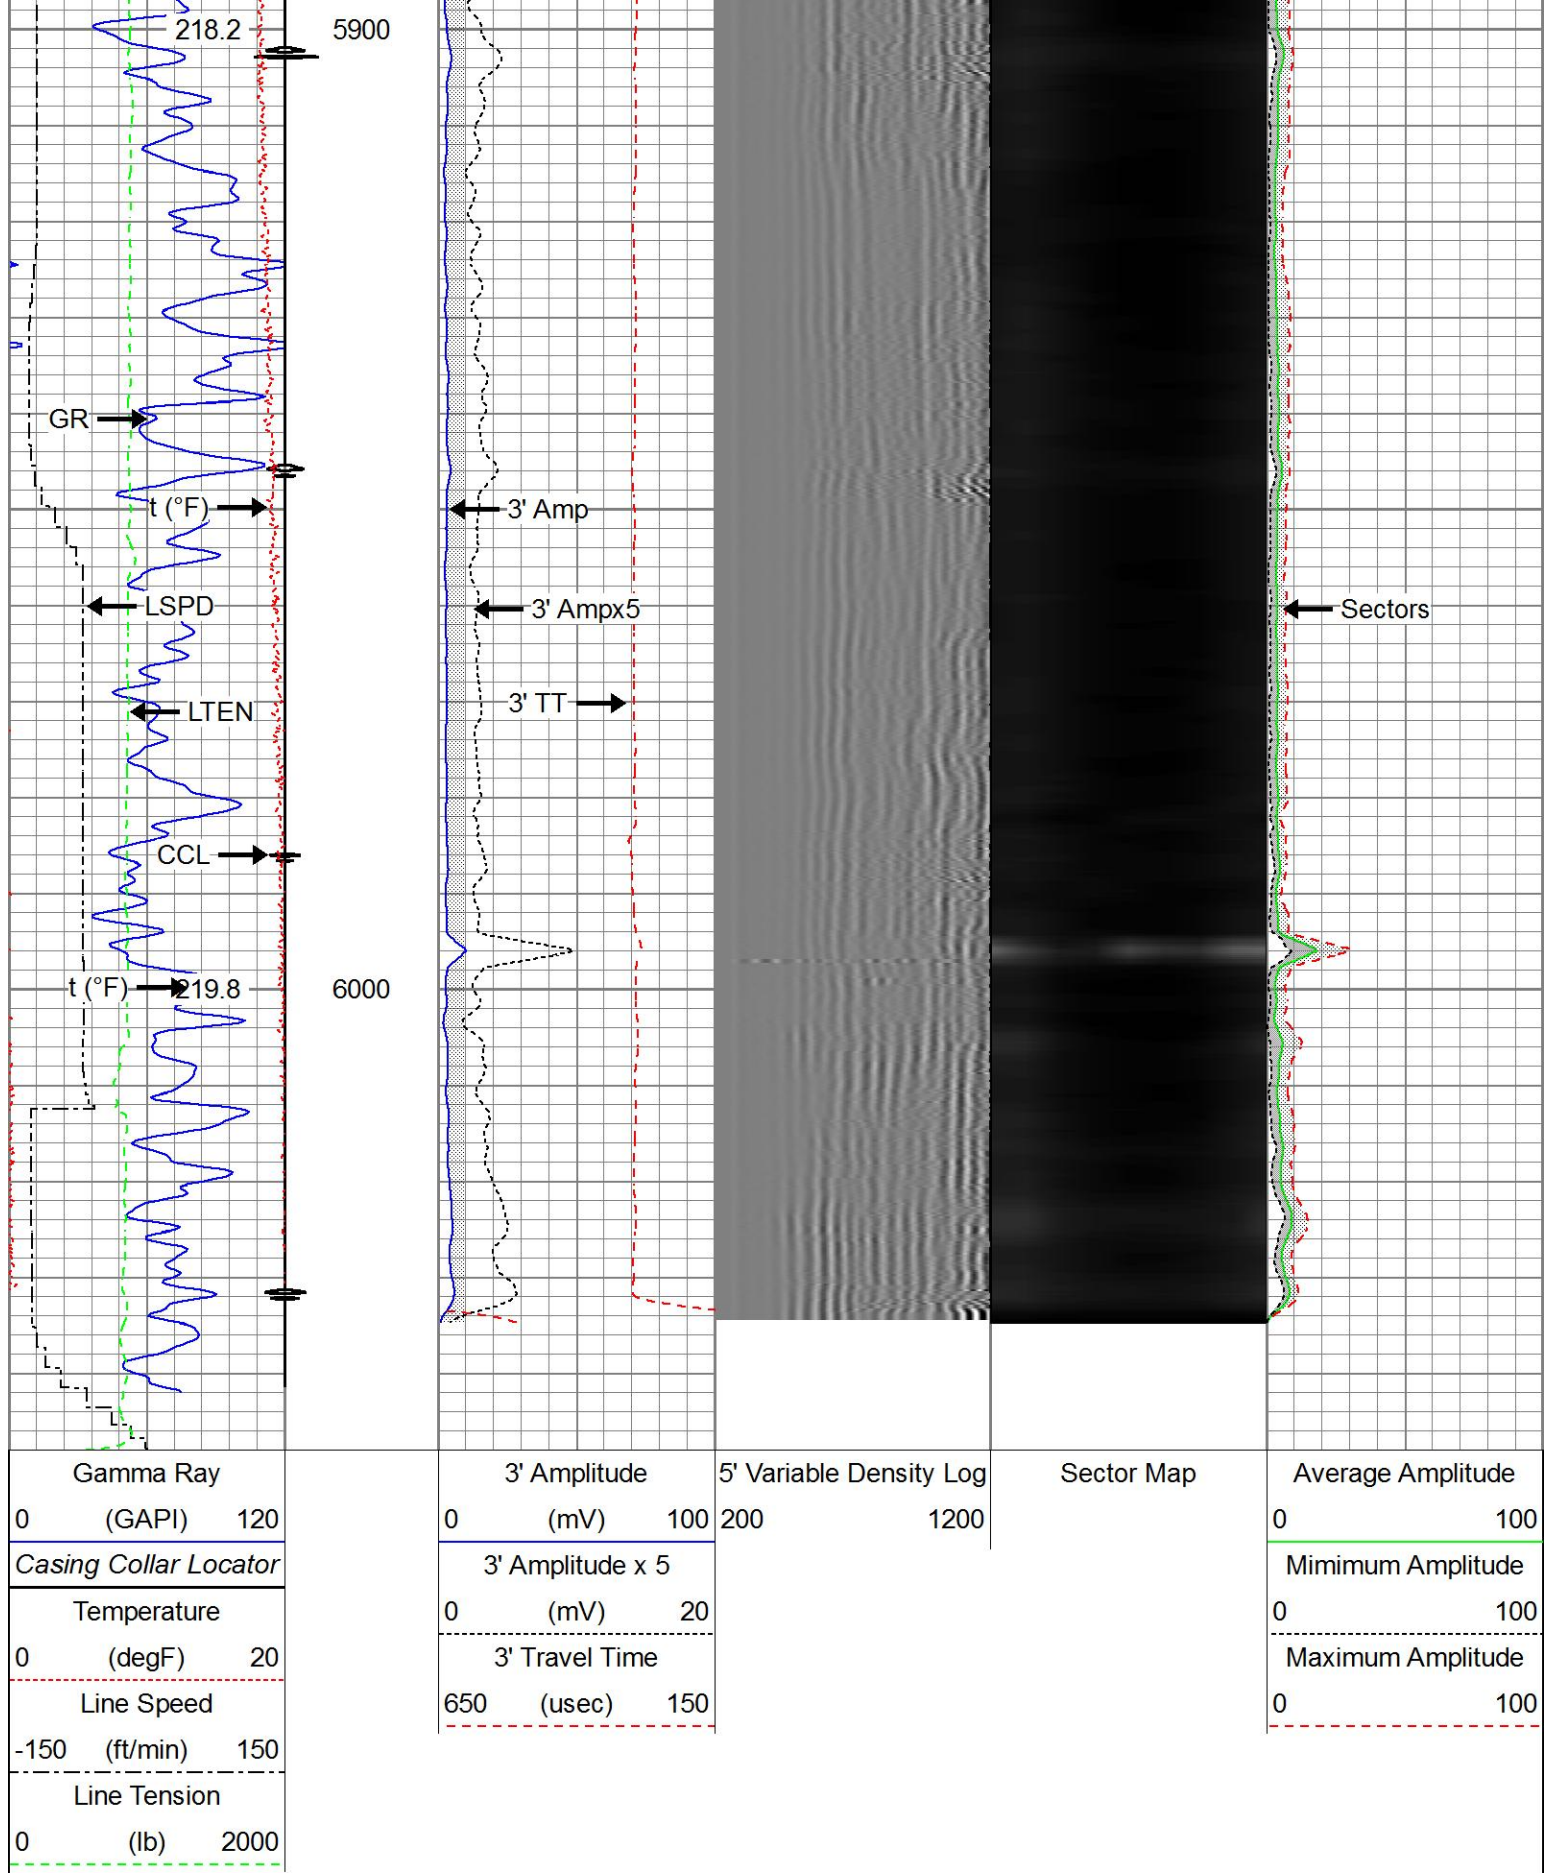 218.2
5900
GR
t (°F)
3' Amp
LSPD
3' Ampx5
Sectors
3' TT
LTEN
CCL
t (°F)
219.8
6000
Gamma Ray
0 (GAPI) 120
Casing Collar Locator
Temperature
0 (degF) 20
Line Speed
-150 (ft/min) 150
Line Tension
0 (lb) 2000
3' Amplitude
0 (mV) 100
3' Amplitude x 5
0 (mV) 20
3' Travel Time
650 (usec) 150
5' Variable Density Log
200 1200
Sector Map
Average Amplitude
0 100
Mimimum Amplitude
0 100
Maximum Amplitude
0 100